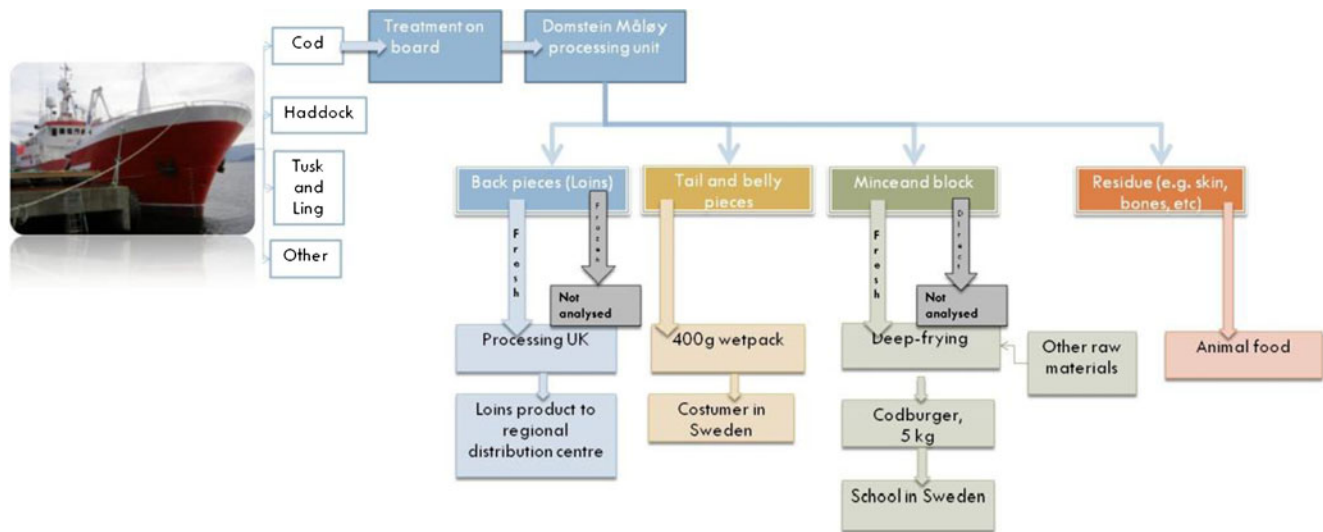 Cod
Treatment on
board
Domstein Måløy
processing unit
Haddock
Tusk
and
Ling
Other
Back pieces (Loins)
Tail and belly
pieces
Minceand block
Residue (e.g. skin,
bones, etc)
Fresh
Frozen
Fresh
Direct
Not
analysed
Not
analysed
Processing UK
400g wetpack
Deep-frying
Other raw
materials
Animal food
Loins product to
regional
distribution centre
Costumer in
Sweden
Codburger,
5 kg
School in Sweden